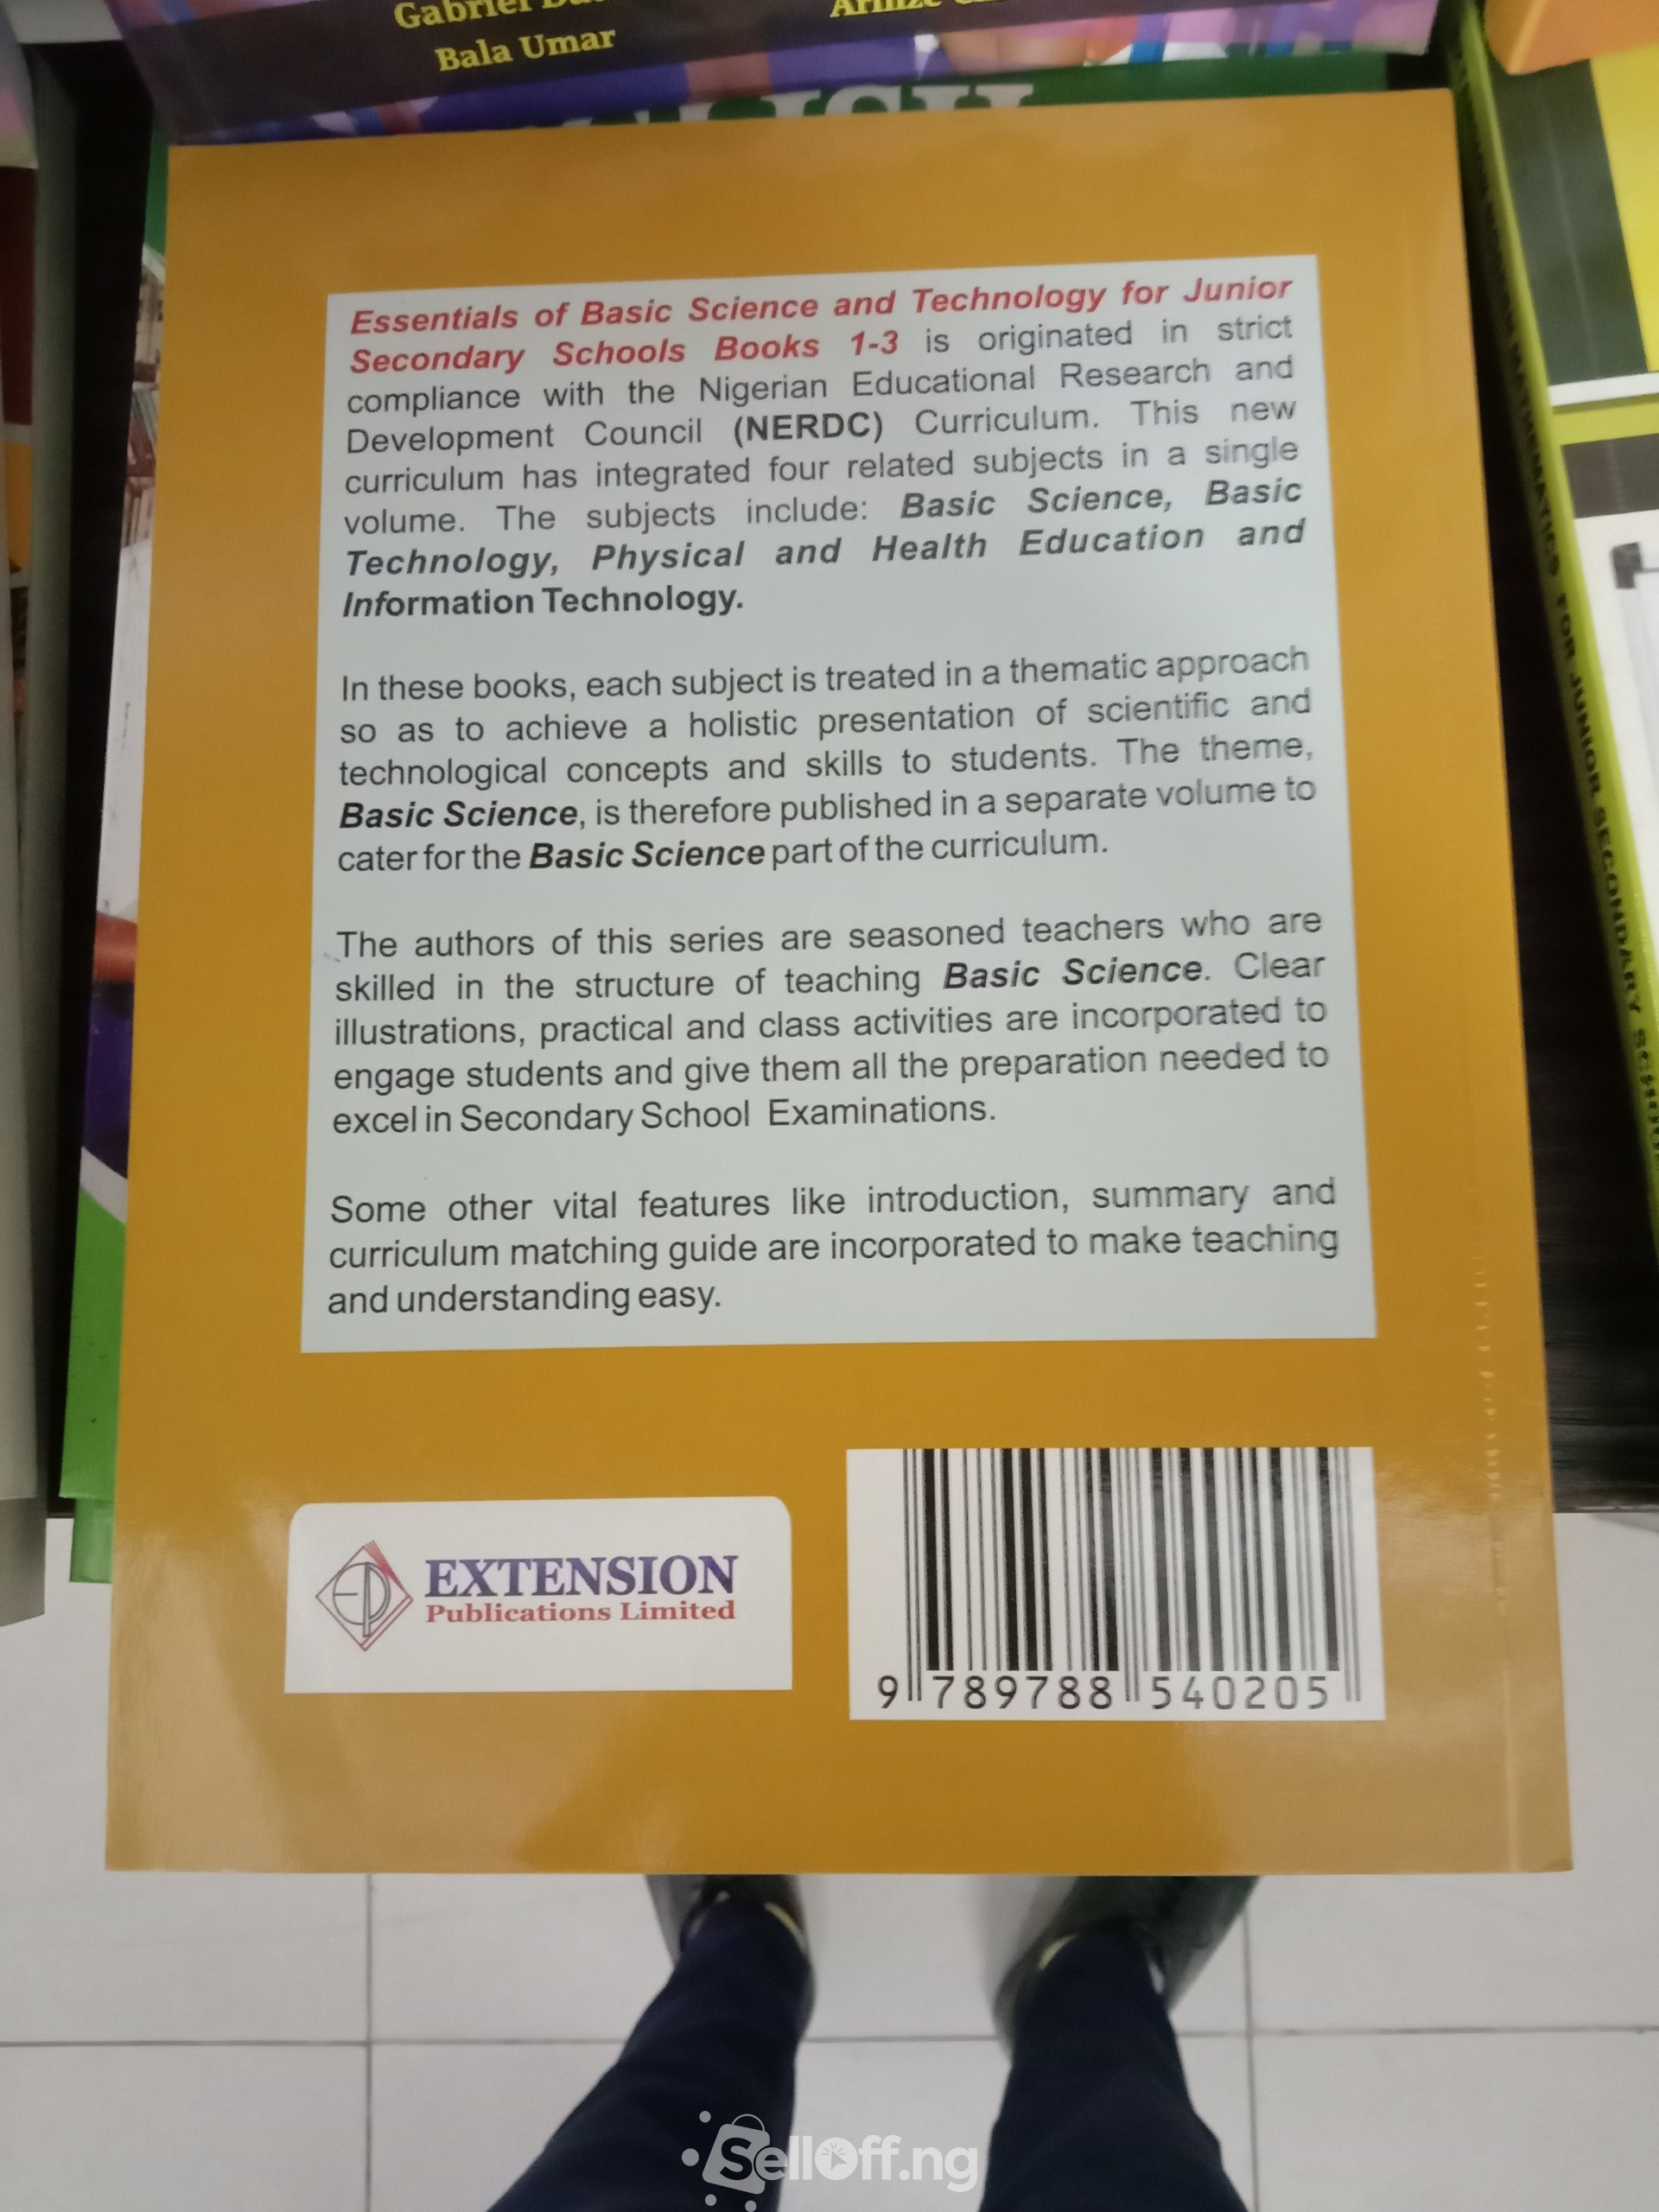 Gabriel
Bala Umar
Essentials of Basic Science and Technology for Junior
Secondary Schools Books 1-3 is originated in strict
compliance with the Nigerian Educational Research and
Development Council (NERDC) Curriculum. This new
curriculum has integrated four related subjects in a single
volume. The subjects include: Basic Science, Basic
Technology, Physical and Health Education and
Information Technology.
In these books, each subject is treated in a thematic approach
so as to achieve a holistic presentation of scientific and
technological concepts and skills to students. The theme,
Basic Science, is therefore published in a separate volume to
cater for the Basic Science part of the curriculum.
The authors of this series are seasoned teachers who are
skilled in the structure of teaching Basic Science. Clear
illustrations, practical and class activities are incorporated to
engage students and give them all the preparation needed to
excel in Secondary School Examinations.
Some other vital features like introduction, summary and
curriculum matching guide are incorporated to make teaching
and understanding easy.
EXTENSION
Publications Limited
9 789788 540205
FOR JUNIOR SECONDARY
SellOff.ng